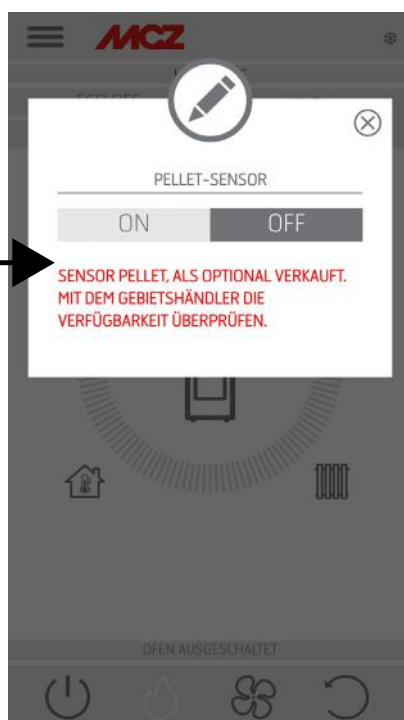 MCZ
PELLET-SENSOR
ON OFF
SENSOR PELLET, ALS OPTIONAL VERKAUFT.
MIT DEM GEBIETSHÄNDLER DIE
VERFÜGBARKEIT ÜBERPRÜFEN.
OFEN AUSGESCHALTET